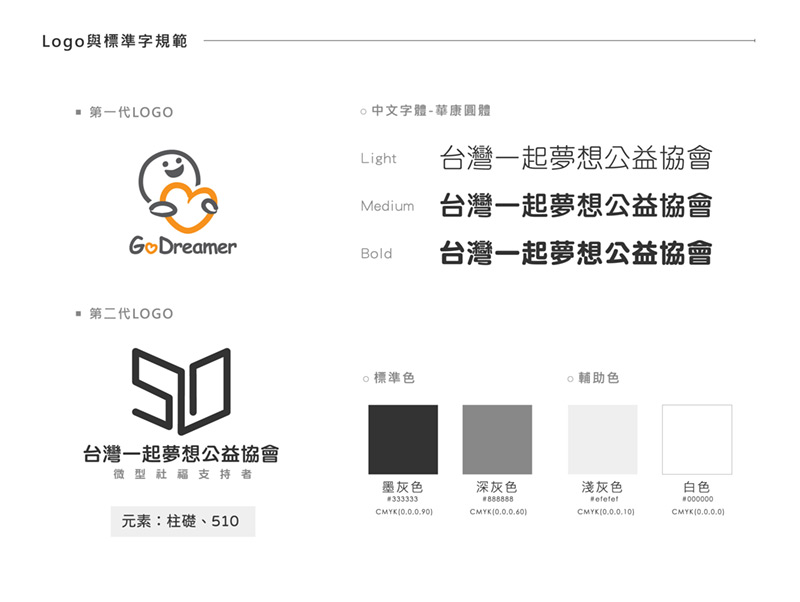 Logo與標準字規範
第一代LOGO
GoDreamer
中文字體-華康圓體
Light 台灣一起夢想公益協會
Medium 台灣一起夢想公益協會
Bold 台灣一起夢想公益協會
第二代LOGO
510
台灣一起夢想公益協會
微型社福支持者
元素：柱礎、510
標準色
輔助色
墨灰色
#333333
CMYK(0.0.0.90)
深灰色
#888888
CMYK(0.0.0.60)
淺灰色
#efefef
CMYK(0.0.0.10)
白色
#000000
CMYK(0.0.0.0)